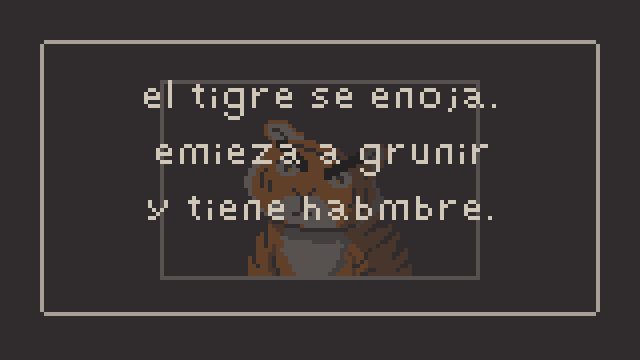 el tigre se enoja.
emieza a grunir
y tiene habmbre.